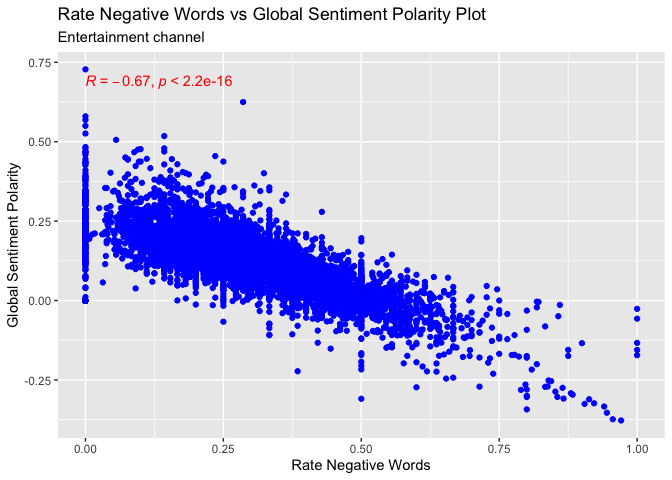 Rate Negative Words vs Global Sentiment Polarity Plot
Entertainment channel
R = −0.67, p < 2.2e-16
0.75
0.50
0.25
0.00
-0.25
Global Sentiment Polarity
0.00 0.25 0.50 0.75 1.00
Rate Negative Words